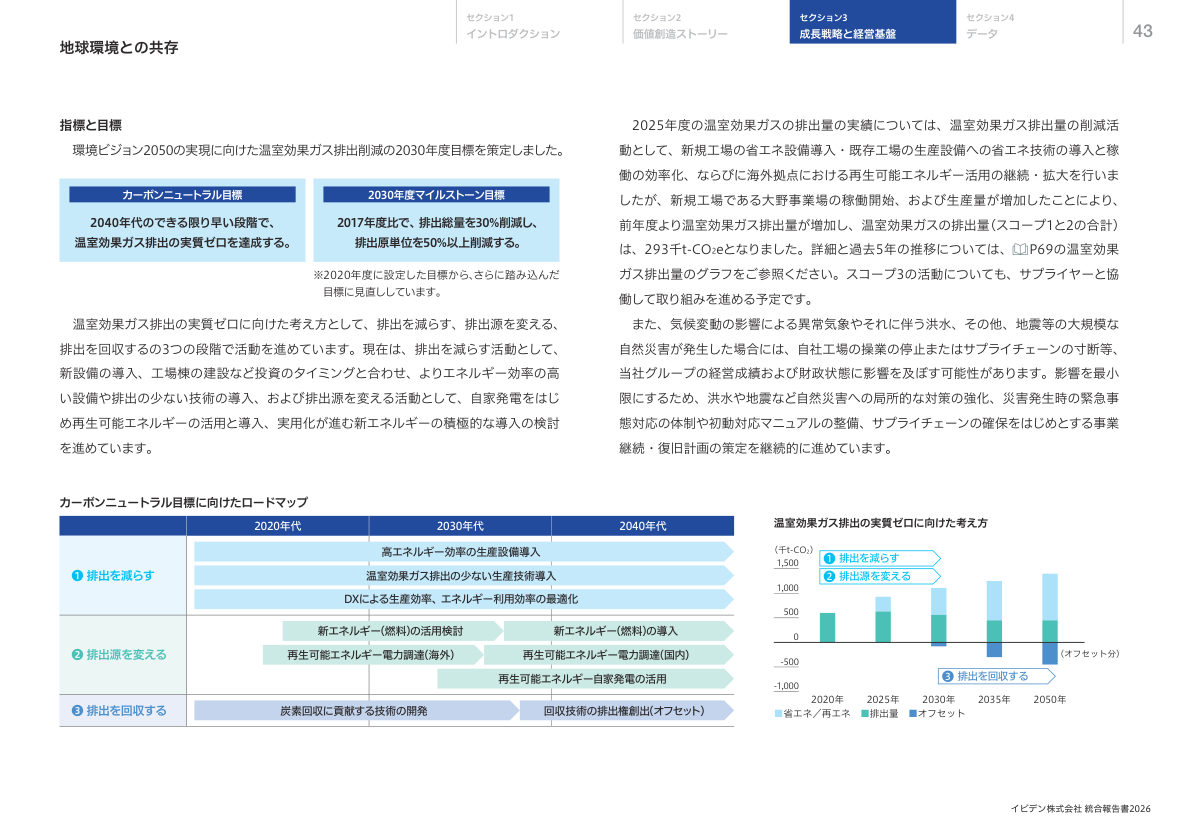 地球環境との共存
セクション1
イントロダクション
セクション2
価値創造ストーリー
セクション3
成長戦略と経営基盤
セクション4
データ
43
指標と目標
環境ビジョン2050の実現に向けた温室効果ガス排出削減の2030年度目標を策定しました。
カーボンニュートラル目標
2040年代のできる限り早い段階で、
温室効果ガス排出の実質ゼロを達成する。
2030年度マイルストーン目標
2017年度比で、排出総量を30%削減し、
排出原単位を50%以上削減する。
※2020年度に設定した目標から、さらに踏み込んだ
目標に見直ししています。
温室効果ガス排出の実質ゼロに向けた考え方として、排出を減らす、排出源を変える、
排出を回収するの3つの段階で活動を進めています。現在は、排出を減らす活動として、
新設備の導入、工場棟の建設など投資のタイミングと合わせ、よりエネルギー効率の高
い設備や排出の少ない技術の導入、および排出源を変える活動として、自家発電をはじ
め再生可能エネルギーの活用と導入、実用化が進む新エネルギーの積極的な導入の検討
を進めています。
2025年度の温室効果ガスの排出量の実績については、温室効果ガス排出量の削減活
動として、新規工場の省エネ設備導入・既存工場の生産設備への省エネ技術の導入と稼
働の効率化、ならびに海外拠点における再生可能エネルギー活用の継続・拡大を行いま
したが、新規工場である大野事業場の稼働開始、および生産量が増加したことにより、
前年度より温室効果ガス排出量が増加し、温室効果ガスの排出量(スコープ1と2の合計)
は、293千t-CO₂eとなりました。詳細と過去5年の推移については、P69の温室効果
ガス排出量のグラフをご参照ください。スコープ3の活動についても、サプライヤーと協
働して取り組みを進める予定です。
また、気候変動の影響による異常気象やそれに伴う洪水、その他、地震等の大規模な
自然災害が発生した場合には、自社工場の操業の停止またはサプライチェーンの寸断等、
当社グループの経営成績および財政状態に影響を及ぼす可能性があります。影響を最小
限にするため、洪水や地震など自然災害への局所的な対策の強化、災害発生時の緊急事
態対応の体制や初動対応マニュアルの整備、サプライチェーンの確保をはじめとする事業
継続・復旧計画の策定を継続的に進めています。
カーボンニュートラル目標に向けたロードマップ
2020年代
2030年代
2040年代
❶ 排出を減らす
高エネルギー効率の生産設備導入
温室効果ガス排出の少ない生産技術導入
DXによる生産効率、エネルギー利用効率の最適化
❷ 排出源を変える
新エネルギー(燃料)の活用検討
新エネルギー(燃料)の導入
再生可能エネルギー電力調達(海外)
再生可能エネルギー電力調達(国内)
再生可能エネルギー自家発電の活用
❸ 排出を回収する
炭素回収に貢献する技術の開発
回収技術の排出権創出(オフセット)
温室効果ガス排出の実質ゼロに向けた考え方
(千t-CO₂)
1,500
1,000
500
0
-500
-1,000
❶ 排出を減らす
❷ 排出源を変える
(オフセット分)
❸ 排出を回収する
2020年
2025年
2030年
2035年
2050年
省エネ/再エネ
排出量
オフセット
イビデン株式会社 統合報告書2026